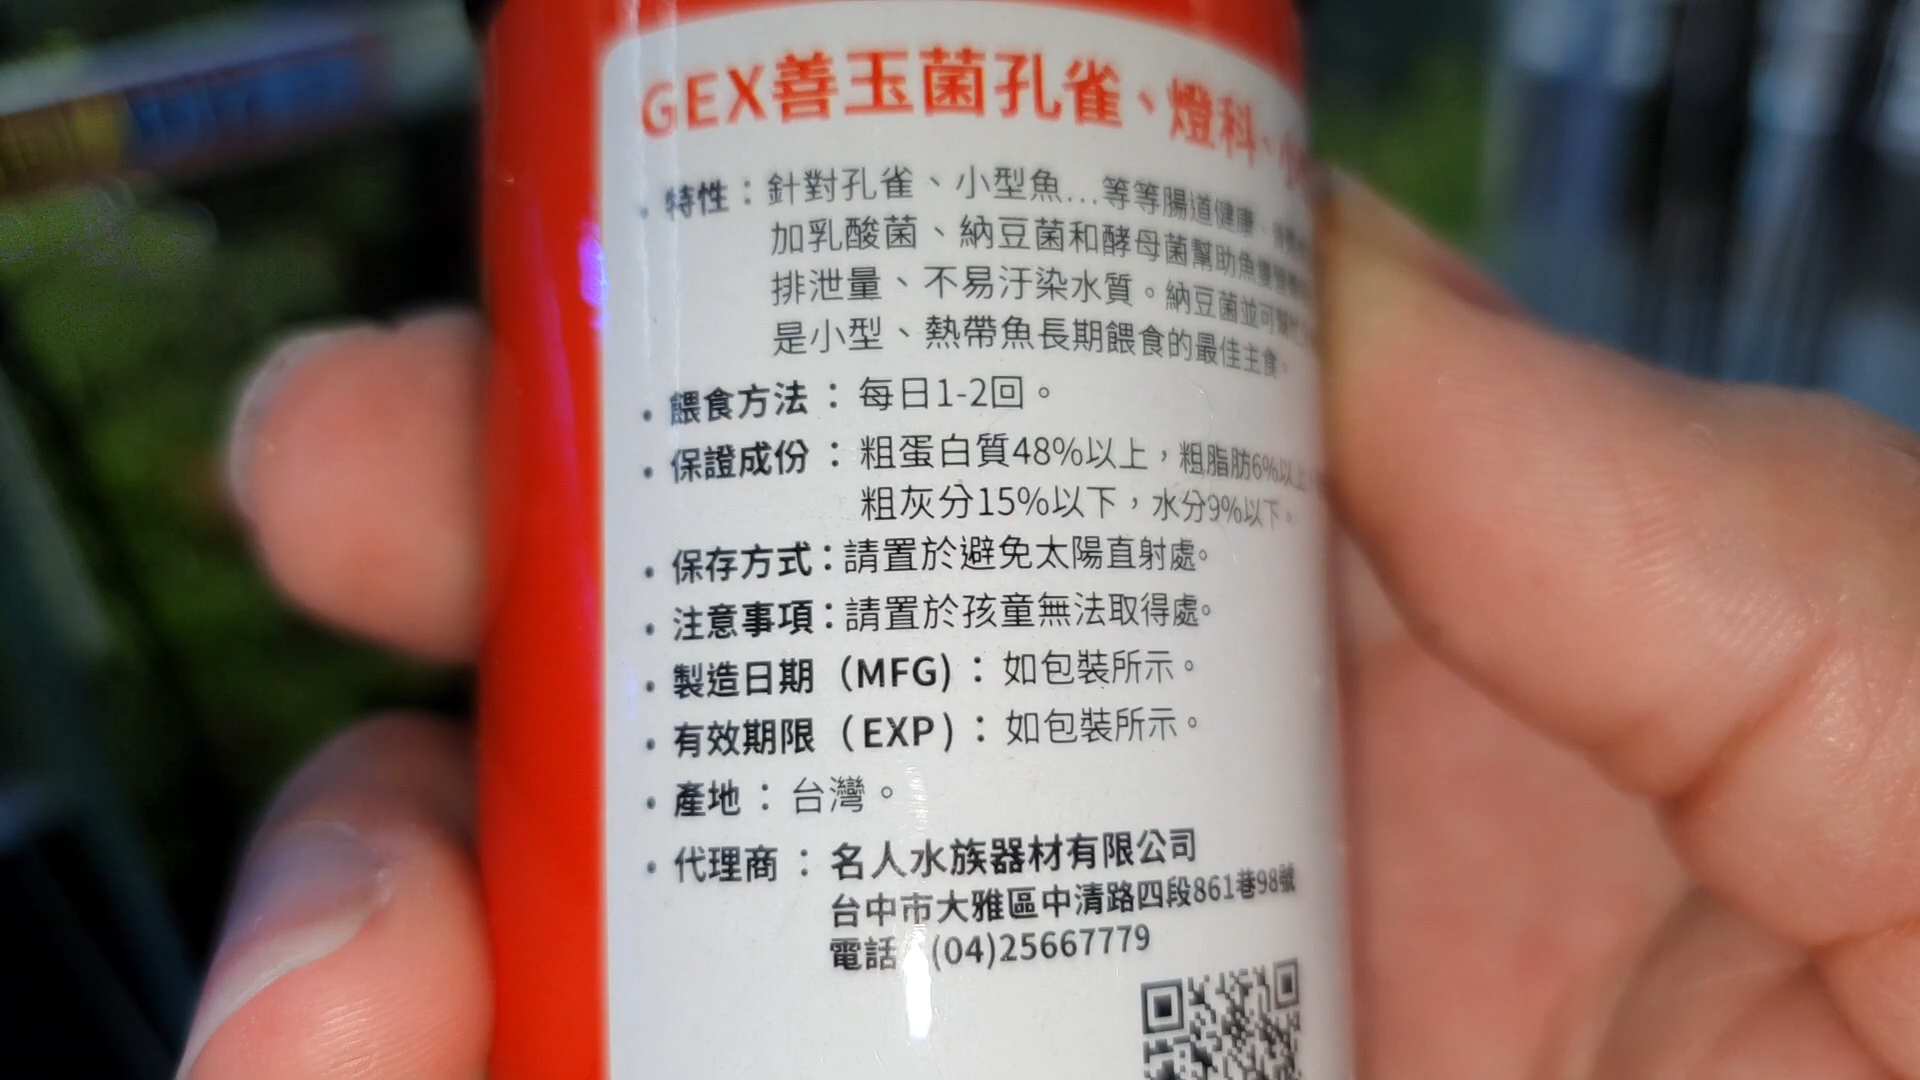 GEX善玉菌孔雀、燈科、小
• 特性：針對孔雀、小型魚...等等腸道健康、
加乳酸菌、納豆菌和酵母菌幫助魚隻
排泄量、不易汙染水質。納豆菌並可
是小型、熱帶魚長期餵食的最佳主食。
• 餵食方法：每日1-2回。
• 保證成份：粗蛋白質48%以上，粗脂肪6%以上，
粗灰分15%以下，水分9%以下。
• 保存方式：請置於避免太陽直射處。
• 注意事項：請置於孩童無法取得處。
• 製造日期（MFG)：如包裝所示。
• 有效期限（EXP)：如包裝所示。
• 產地：台灣。
• 代理商：名人水族器材有限公司
台中市大雅區中清路四段861巷98號
電話：(04)25667779